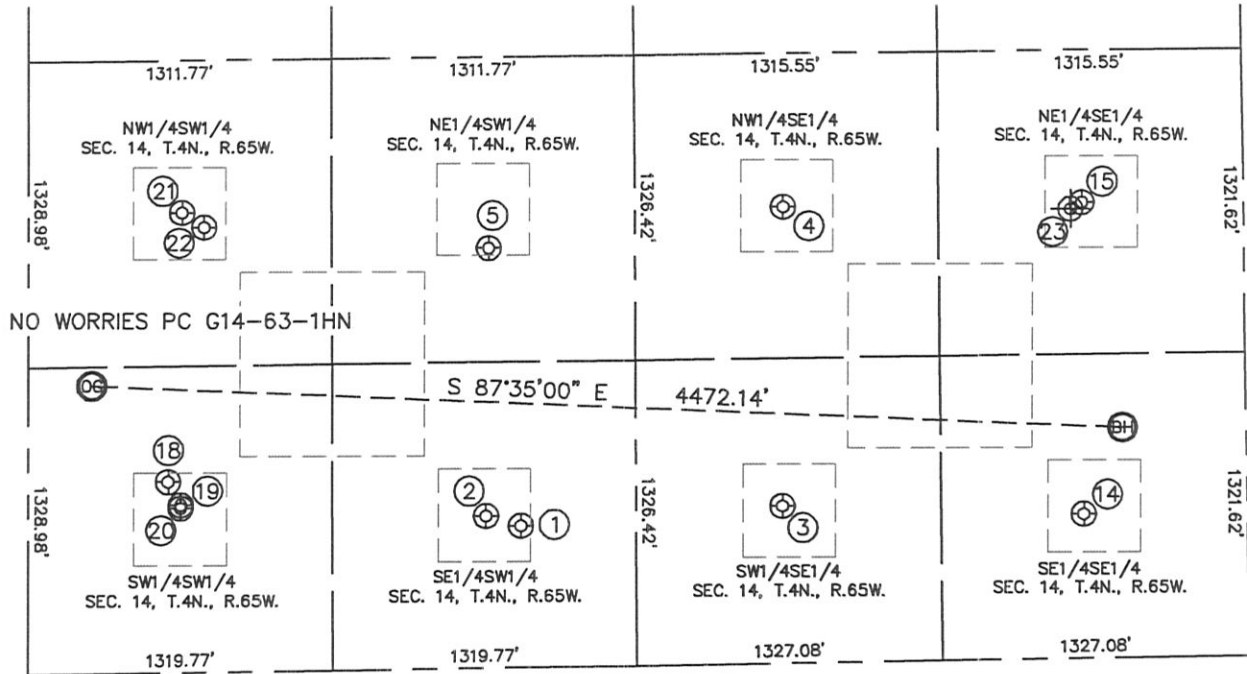 1311.77' 1311.77' 1315.55' 1315.55'
NW1/4SW1/4
SEC. 14, T.4N., R.65W.
NE1/4SW1/4
SEC. 14, T.4N., R.65W.
NW1/4SE1/4
SEC. 14, T.4N., R.65W.
NE1/4SE1/4
SEC. 14, T.4N., R.65W.
1328.98'
21
22
5
1326.42'
4
15
23
1321.62'
NO WORRIES PC G14-63-1HN
OG
S 87°35'00" E 4472.14'
BH
1328.98'
18
19
20
2
1
1326.42'
3
14
1321.62'
SW1/4SW1/4
SEC. 14, T.4N., R.65W.
SE1/4SW1/4
SEC. 14, T.4N., R.65W.
SW1/4SE1/4
SEC. 14, T.4N., R.65W.
SE1/4SE1/4
SEC. 14, T.4N., R.65W.
1319.77' 1319.77' 1327.08' 1327.08'